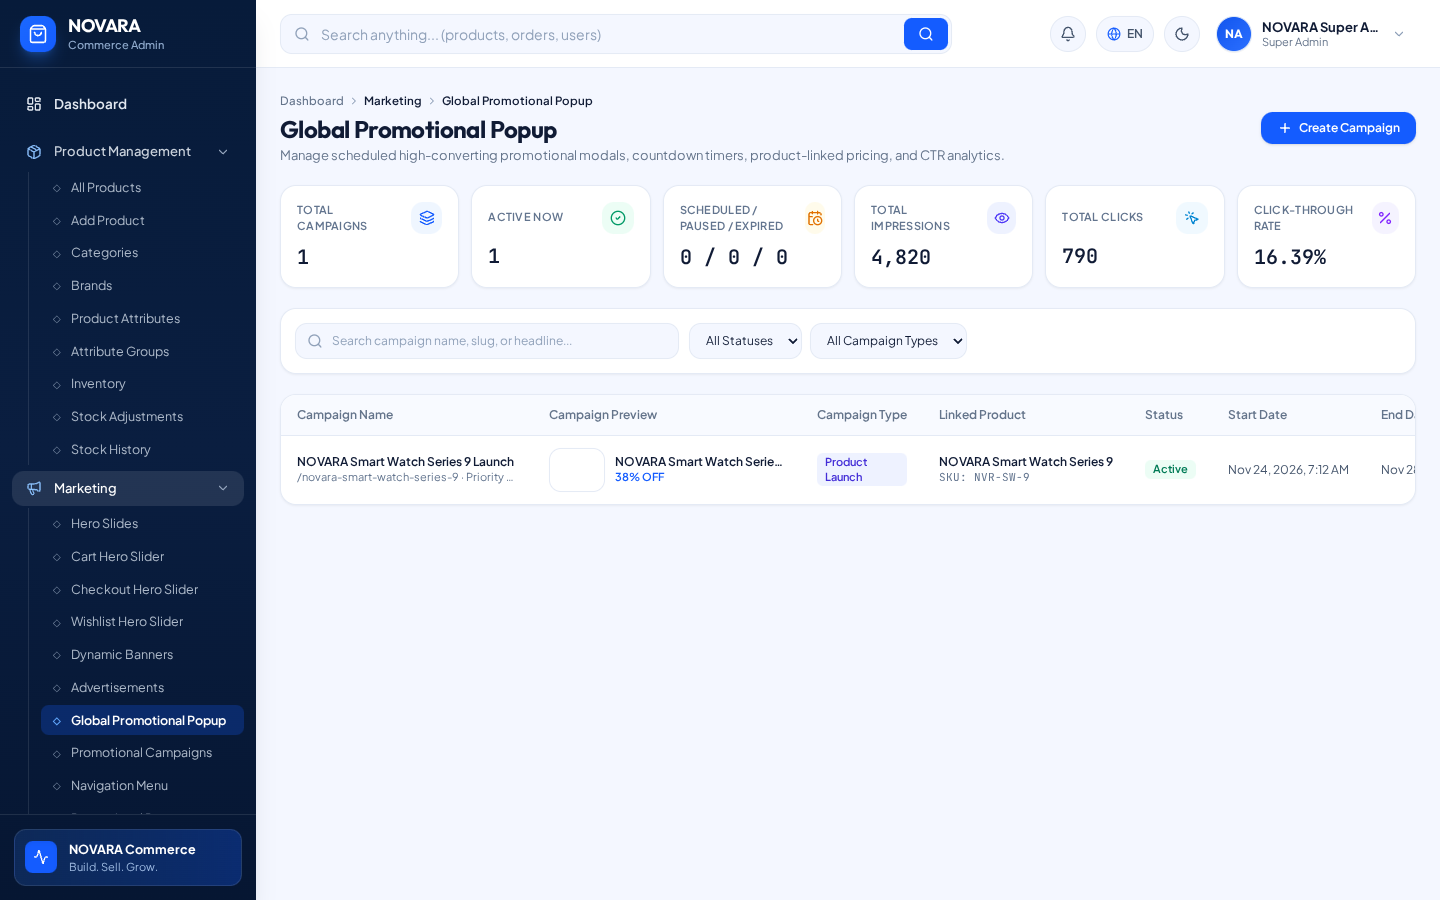 NOVARA
Commerce Admin
Search anything... (products, orders, users)
EN
NA
NOVARA Super A...
Super Admin
Dashboard
Product Management
All Products
Add Product
Categories
Brands
Product Attributes
Attribute Groups
Inventory
Stock Adjustments
Stock History
Marketing
Hero Slides
Cart Hero Slider
Checkout Hero Slider
Wishlist Hero Slider
Dynamic Banners
Advertisements
Global Promotional Popup
Promotional Campaigns
Navigation Menu
NOVARA Commerce
Build. Sell. Grow.
Dashboard > Marketing > Global Promotional Popup
Global Promotional Popup
Manage scheduled high-converting promotional modals, countdown timers, product-linked pricing, and CTR analytics.
Create Campaign
TOTAL
CAMPAIGNS
1
ACTIVE NOW
1
SCHEDULED /
PAUSED / EXPIRED
0 / 0 / 0
TOTAL
IMPRESSIONS
4,820
TOTAL CLICKS
790
CLICK-THROUGH
RATE
16.39%
Search campaign name, slug, or headline...
All Statuses
All Campaign Types
Campaign Name Campaign Preview Campaign Type Linked Product Status Start Date End D
NOVARA Smart Watch Series 9 Launch
/novara-smart-watch-series-9 · Priority ...
NOVARA Smart Watch Serie...
38% OFF
Product
Launch
NOVARA Smart Watch Series 9
SKU: NVR-SW-9
Active
Nov 24, 2026, 7:12 AM
Nov 28